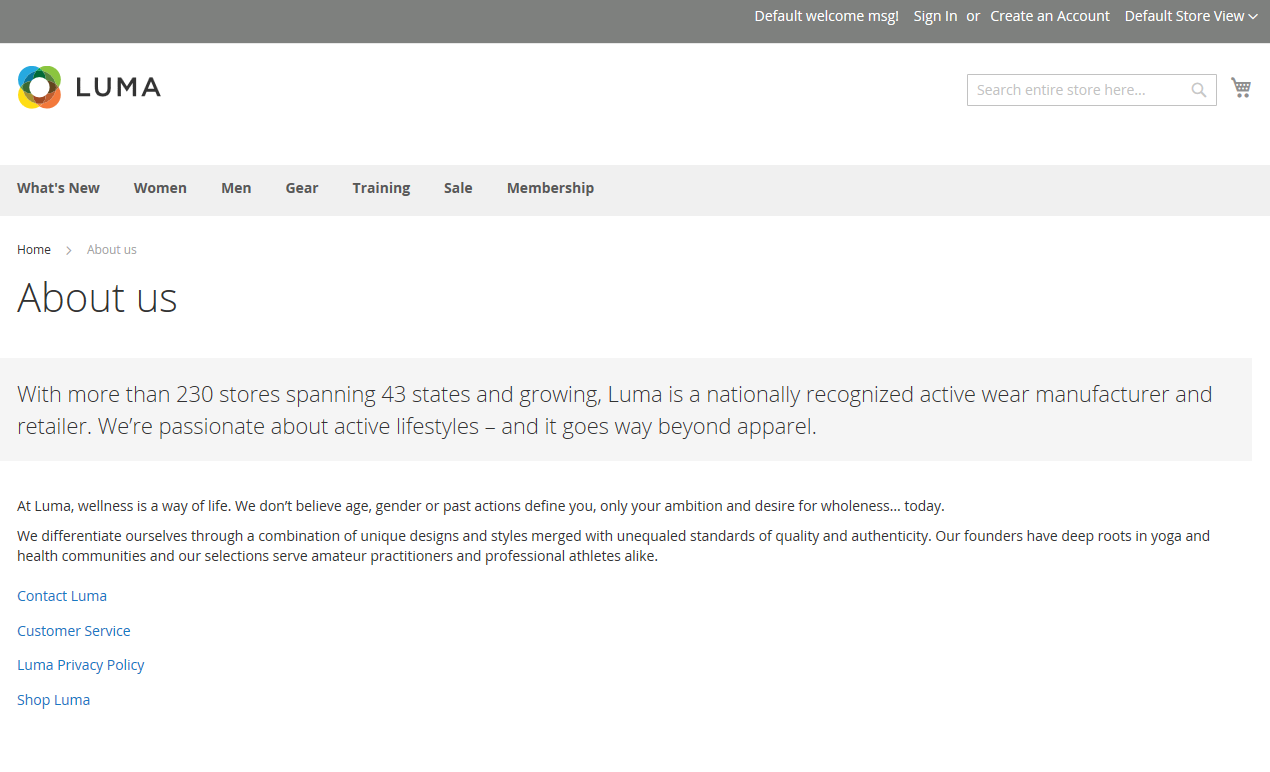 Default welcome msg! Sign In or Create an Account Default Store View
LUMA
Search entire store here...
What's New Women Men Gear Training Sale Membership
Home About us
About us
With more than 230 stores spanning 43 states and growing, Luma is a nationally recognized active wear manufacturer and
retailer. We’re passionate about active lifestyles – and it goes way beyond apparel.
At Luma, wellness is a way of life. We don’t believe age, gender or past actions define you, only your ambition and desire for wholeness... today.
We differentiate ourselves through a combination of unique designs and styles merged with unequaled standards of quality and authenticity. Our founders have deep roots in yoga and
health communities and our selections serve amateur practitioners and professional athletes alike.
Contact Luma
Customer Service
Luma Privacy Policy
Shop Luma